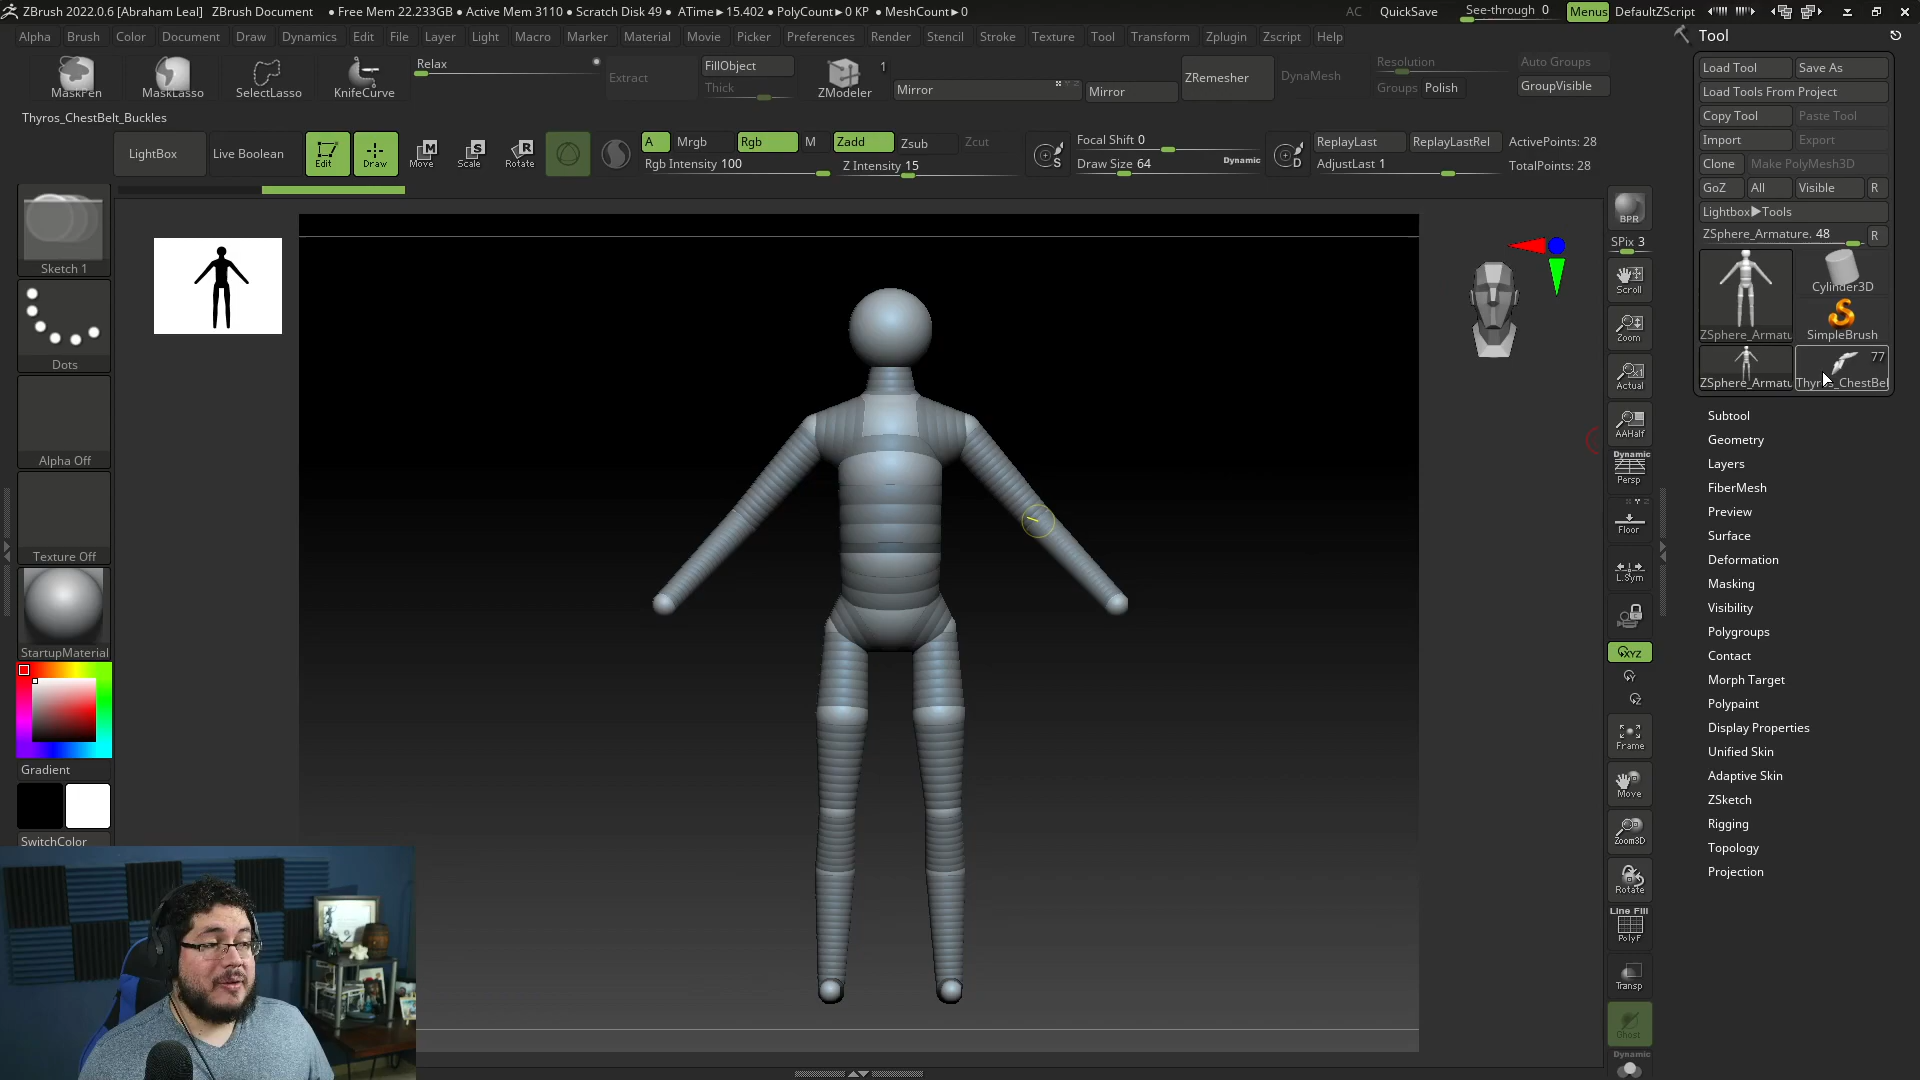 ZBrush 2022.0.6 [Abraham Leal] ZBrush Document ● Free Mem 22.233GB ● Active Mem 3110 ● Scratch Disk 49 ● ATime►15.402 ● PolyCount►0 KP ● MeshCount►0 AC QuickSave See-through 0 Menus DefaultZScript
Alpha Brush Color Document Draw Dynamics Edit File Layer Light Macro Marker Material Movie Picker Preferences Render Stencil Stroke Texture Tool Transform Zplugin Zscript Help
MaskPen MaskLasso SelectLasso KnifeCurve Relax Extract FillObject Thick 1 ZModeler Mirror Mirror ZRemesher DynaMesh Resolution Groups Polish Auto Groups GroupVisible
Thyros_ChestBelt_Buckles
LightBox Live Boolean Edit Draw Move Scale Rotate A Mrgb Rgb M Zadd Zsub Zcut Focal Shift 0 ReplayLast ReplayLastRel ActivePoints: 28
Rgb Intensity 100 Z Intensity 15 Draw Size 64 Dynamic AdjustLast 1 TotalPoints: 28
M S R S D
Sketch 1
Dots
Alpha Off
Texture Off
StartupMaterial
Gradient
SwitchColor
BPR
SPix 3
Scroll
Zoom
Actual
AAHalf
Dynamic
Persp
Floor
L.Sym
XYZ
Frame
Move
Zoom3D
Rotate
Line Fill
PolyF
Transp
Ghost
Dynamic
Tool
Load Tool Save As
Load Tools From Project
Copy Tool Paste Tool
Import Export
Clone Make PolyMesh3D
GoZ All Visible R
Lightbox►Tools
ZSphere_Armature. 48 R
ZSphere_Armatu Cylinder3D
SimpleBrush
ZSphere_Armatu 77 Thyros_ChestBel
Subtool
Geometry
Layers
FiberMesh
Preview
Surface
Deformation
Masking
Visibility
Polygroups
Contact
Morph Target
Polypaint
Display Properties
Unified Skin
Adaptive Skin
ZSketch
Rigging
Topology
Projection